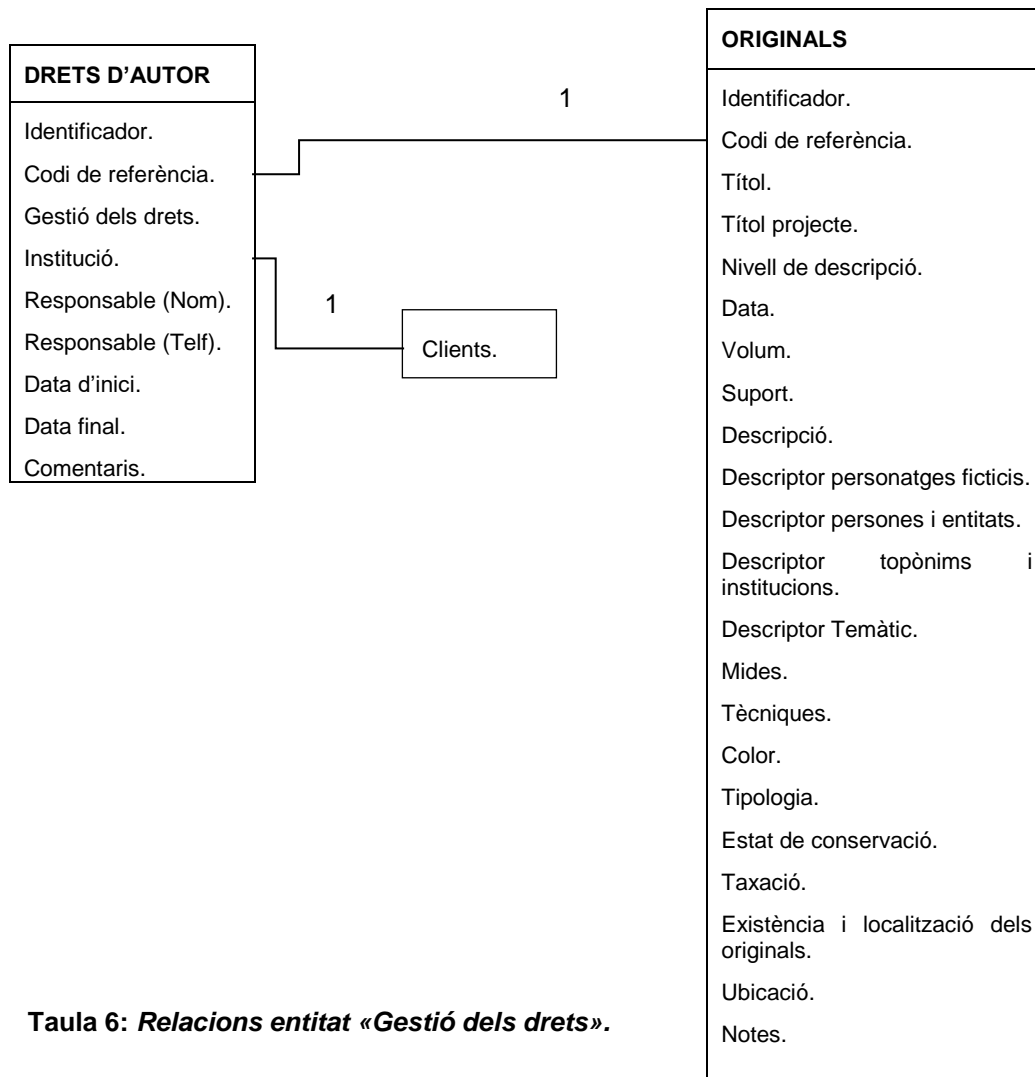 DRETS D’AUTOR
Identificador.
Codi de referència.
Gestió dels drets.
Institució.
Responsable (Nom).
Responsable (Telf).
Data d’inici.
Data final.
Comentaris.
1
1
Clients.
ORIGINALS
Identificador.
Codi de referència.
Títol.
Títol projecte.
Nivell de descripció.
Data.
Volum.
Suport.
Descripció.
Descriptor personatges ficticis.
Descriptor persones i entitats.
Descriptor topònims i
institucions.
Descriptor Temàtic.
Mides.
Tècniques.
Color.
Tipologia.
Estat de conservació.
Taxació.
Existència i localització dels
originals.
Ubicació.
Notes.
Taula 6: Relacions entitat «Gestió dels drets».